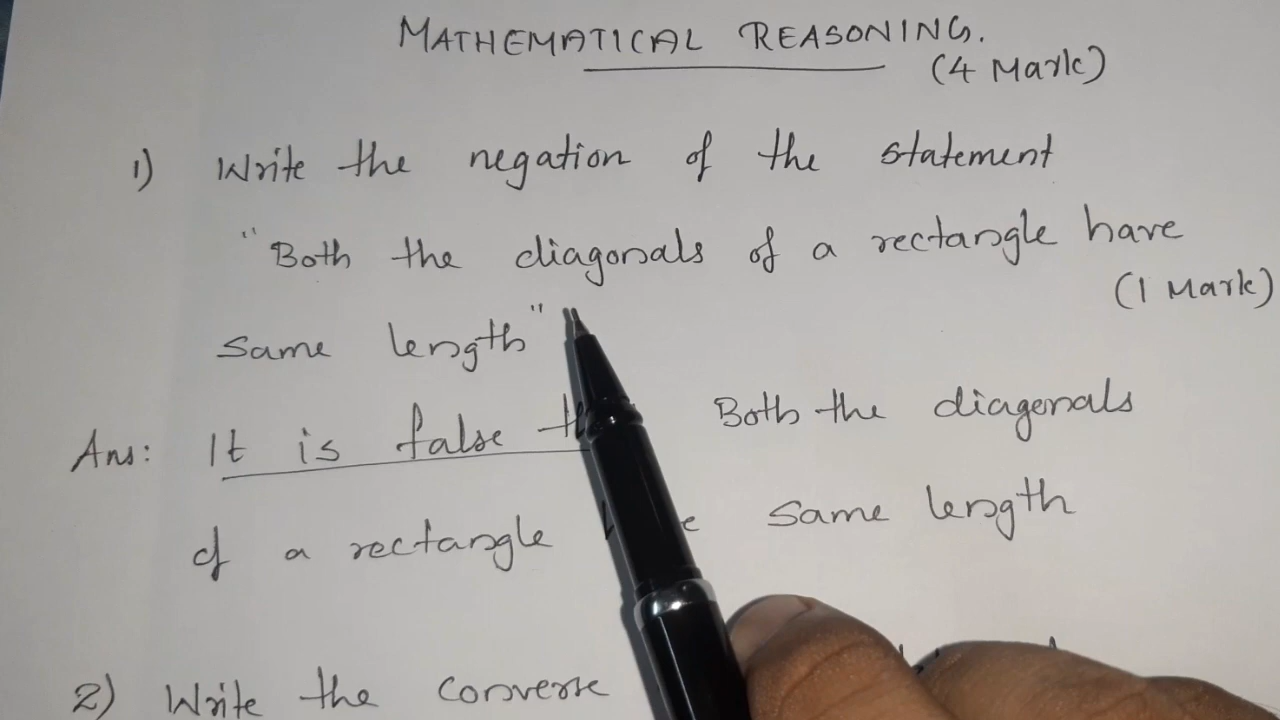 MATHEMATICAL REASONING.
(4 Mark)
1) Write the negation of the statement
"Both the diagonals of a rectangle have
(1 Mark)
same length"
Ans: It is false Both the diagonals
of a rectangle same length
2) Write the converse